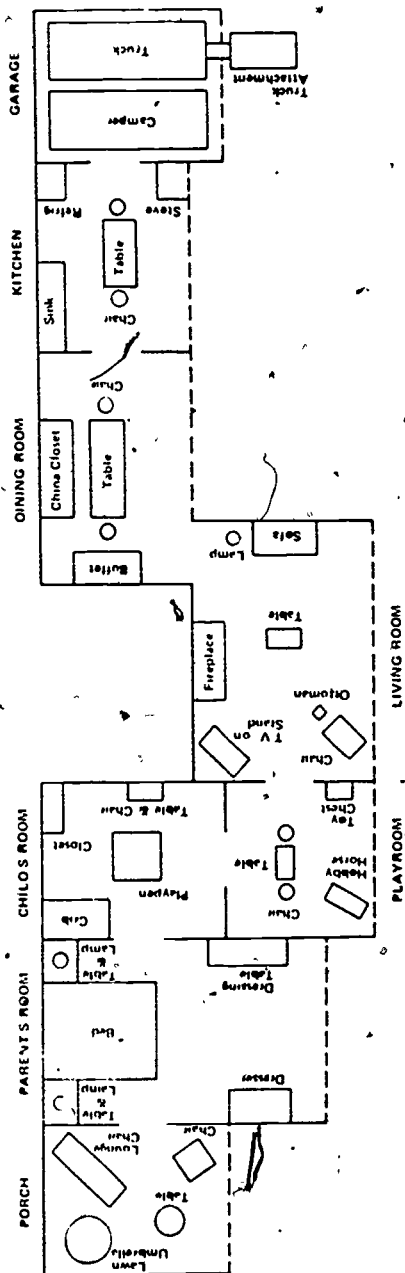 PORCH
Lawn
Umbrella
Table
Lounge
Chair
Chair
PARENTS ROOM
Table
&
Lamp
Bed
Table
&
Lamp
Dresser
Dressing
Table
CHILDS ROOM
Crib
Closet
Playpen
Table & Chair
PLAYROOM
Chair
Table
Hobby
Horse
Toy
Chest
LIVING ROOM
T V on
Stand
Fireplace
Chair
Ottoman
Table
Lamp
Sofa
DINING ROOM
Buffet
China Closet
Table
Chair
KITCHEN
Sink
Refrig
Chair
Table
Stove
GARAGE
Camper
Truck
Truck
Attachment